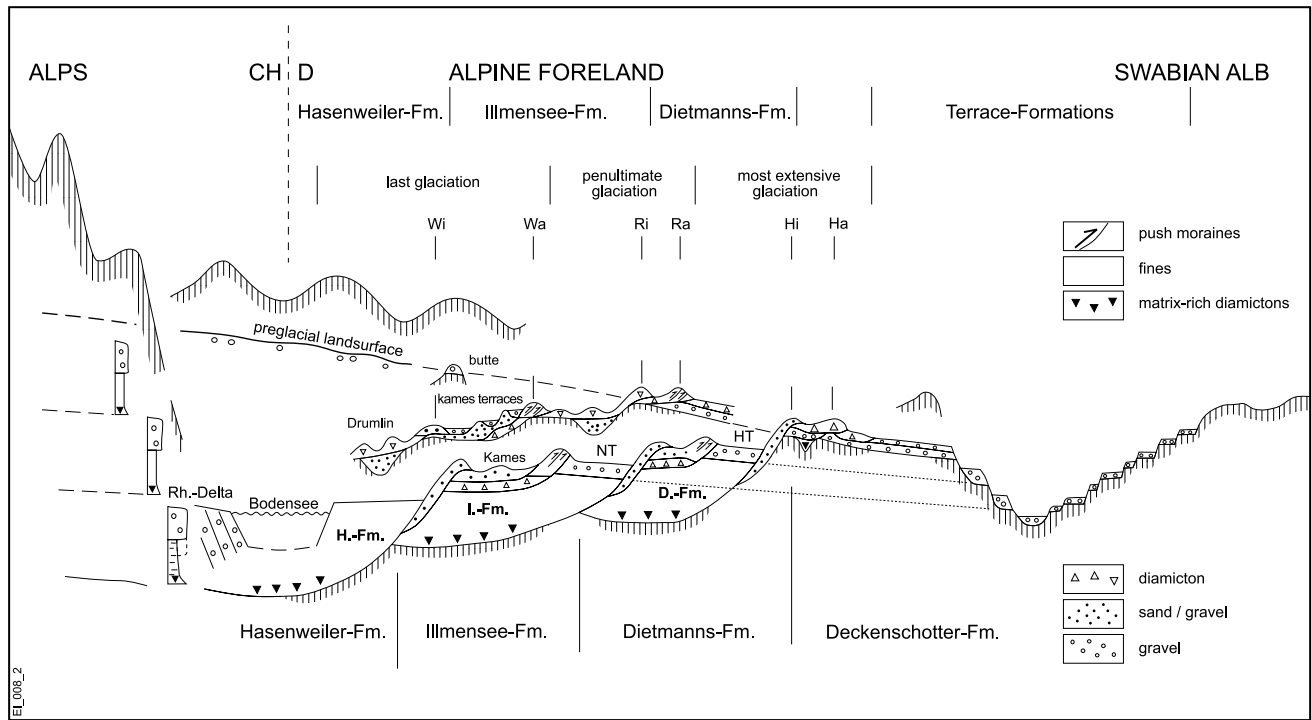 ALPS
CH D
ALPINE FORELAND
SWABIAN ALB
Hasenweiler-Fm.
Illmensee-Fm.
Dietmanns-Fm.
Terrace-Formations
last glaciation
penultimate
glaciation
most extensive
glaciation
Wi
Wa
Ri
Ra
Hi
Ha
push moraines
fines
matrix-rich diamictons
preglacial landsurface
butte
kames terraces
Drumlin
Kames
NT
HT
Rh.-Delta
Bodensee
H.-Fm.
I.-Fm.
D.-Fm.
diamicton
sand / gravel
gravel
Hasenweiler-Fm.
Illmensee-Fm.
Dietmanns-Fm.
Deckenschotter-Fm.
EI_008_2